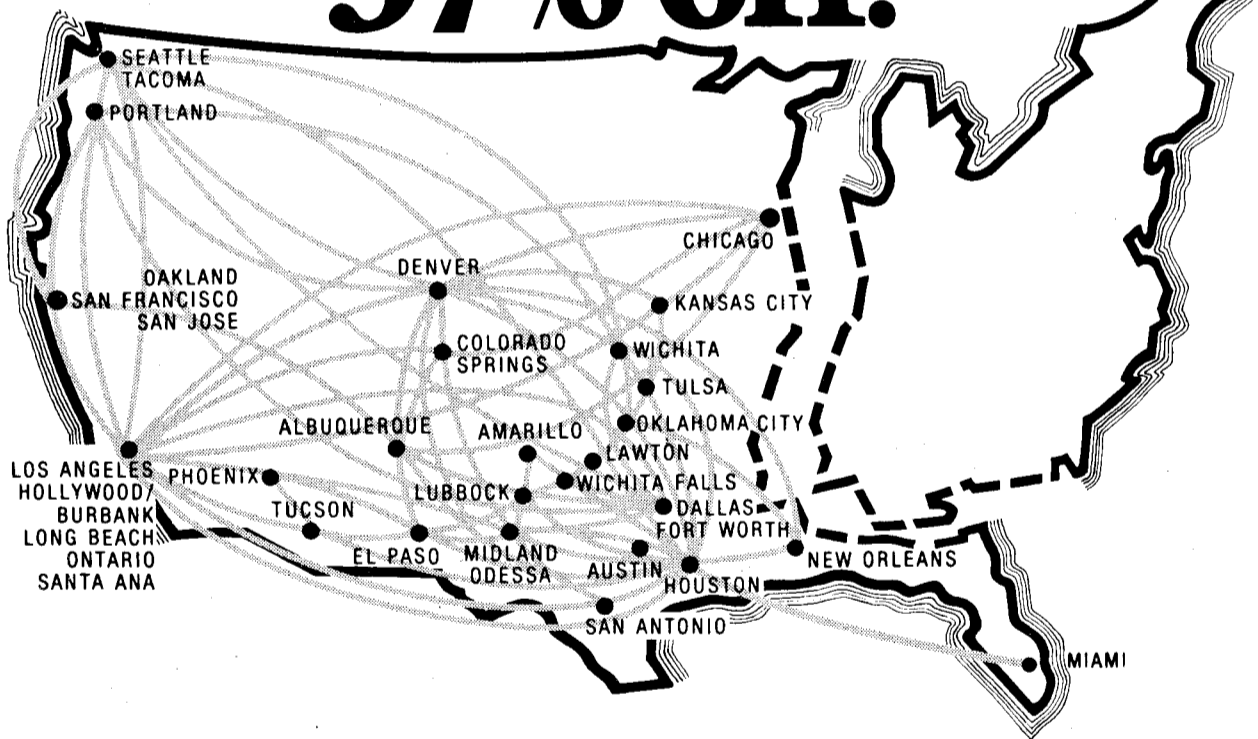 57% off.
SEATTLE
TACOMA
PORTLAND
CHICAGO
DENVER
OAKLAND
SAN FRANCISCO
SAN JOSE
KANSAS CITY
COLORADO
SPRINGS
WICHITA
TULSA
ALBUQUERQUE
AMARILLO
OKLAHOMA CITY
LAWTON
LOS ANGELES
HOLLYWOOD/
BURBANK
LONG BEACH
ONTARIO
SANTA ANA
PHOENIX
TUCSON
LUBBOCK
WICHITA FALLS
DALLAS
FORT WORTH
EL PASO
MIDLAND
ODESSA
AUSTIN
HOUSTON
NEW ORLEANS
SAN ANTONIO
MIAMI